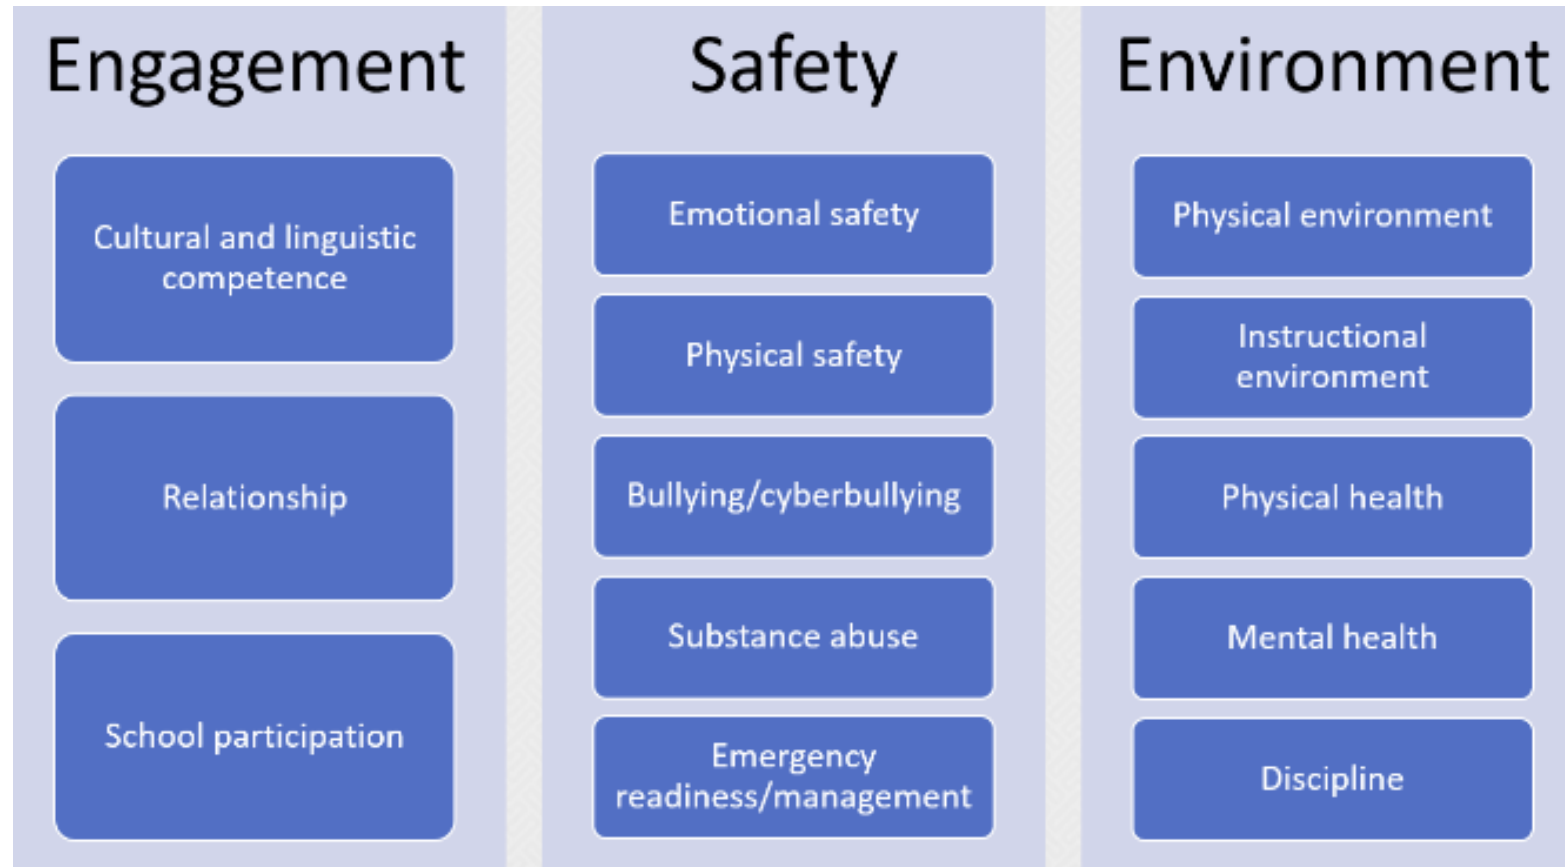 Engagement
Cultural and linguistic
competence
Relationship
School participation
Safety
Emotional safety
Physical safety
Bullying/cyberbullying
Substance abuse
Emergency
readiness/management
Environment
Physical environment
Instructional
environment
Physical health
Mental health
Discipline